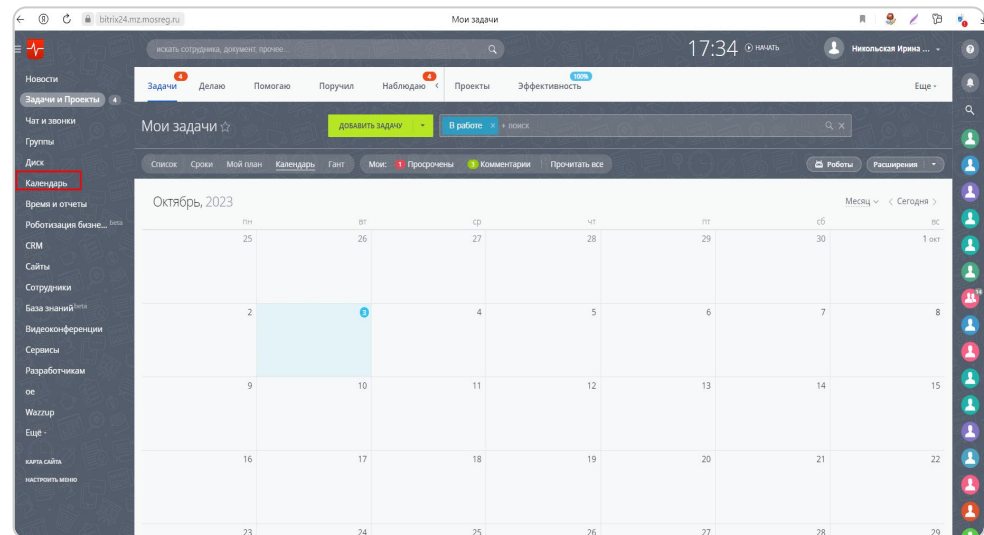 bitrix24.mz.mosreg.ru Мои задачи
искать сотрудника, документ, прочее... 17:34 НАЧАТЬ Никольская Ирина ...
Новости
Задачи и Проекты 4
Чат и звонки
Группы
Диск
Календарь
Время и отчеты
Роботизация бизне... beta
CRM
Сайты
Сотрудники
База знаний beta
Видеоконференции
Сервисы
Разработчикам
ое
Wazzup
Ещё -
КАРТА САЙТА
НАСТРОИТЬ МЕНЮ
4 4 100%
Задачи Делаю Помогаю Поручил Наблюдаю Проекты Эффективность Еще -
Мои задачи ДОБАВИТЬ ЗАДАЧУ В работе × + поиск
Список Сроки Мой план Календарь Гант Мои: 1 Просрочены 3 Комментарии Прочитать все Роботы Расширения
Октябрь, 2023 Месяц < Сегодня >
пн вт ср чт пт сб вс
25 26 27 28 29 30 1 окт
2 3 4 5 6 7 8
9 10 11 12 13 14 15
16 17 18 19 20 21 22
23 24 25 26 27 28 29
14